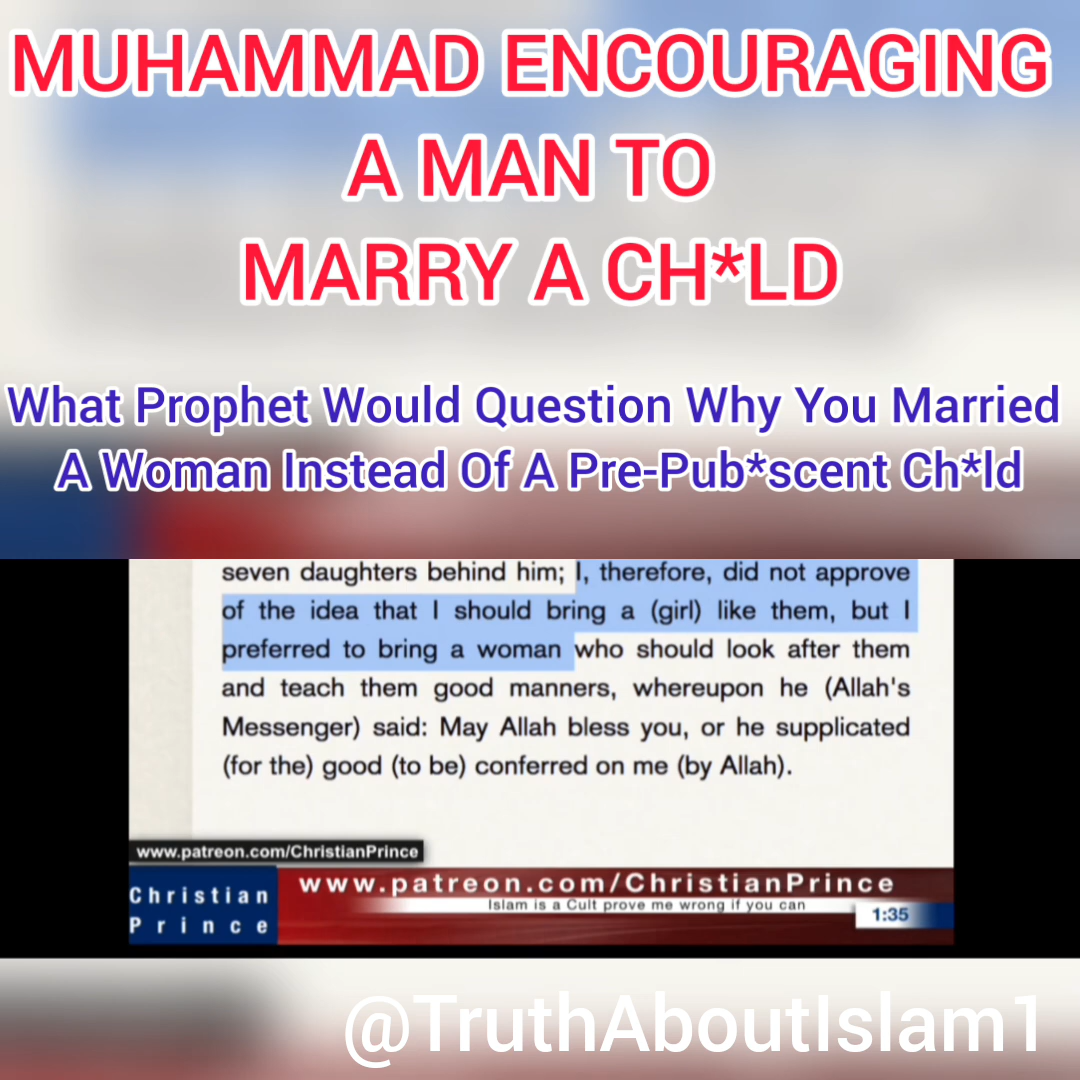 MUHAMMAD ENCOURAGING
A MAN TO
MARRY A CH*LD
What Prophet Would Question Why You Married
A Woman Instead Of A Pre-Pub*scent Ch*ld
seven daughters behind him; I, therefore, did not approve
of the idea that I should bring a (girl) like them, but I
preferred to bring a woman who should look after them
and teach them good manners, whereupon he (Allah's
Messenger) said: May Allah bless you, or he supplicated
(for the) good (to be) conferred on me (by Allah).
www.patreon.com/ChristianPrince
Christian
Prince
www.patreon.com/ChristianPrince
Islam is a Cult prove me wrong if you can
1:35
@TruthAboutIslam1